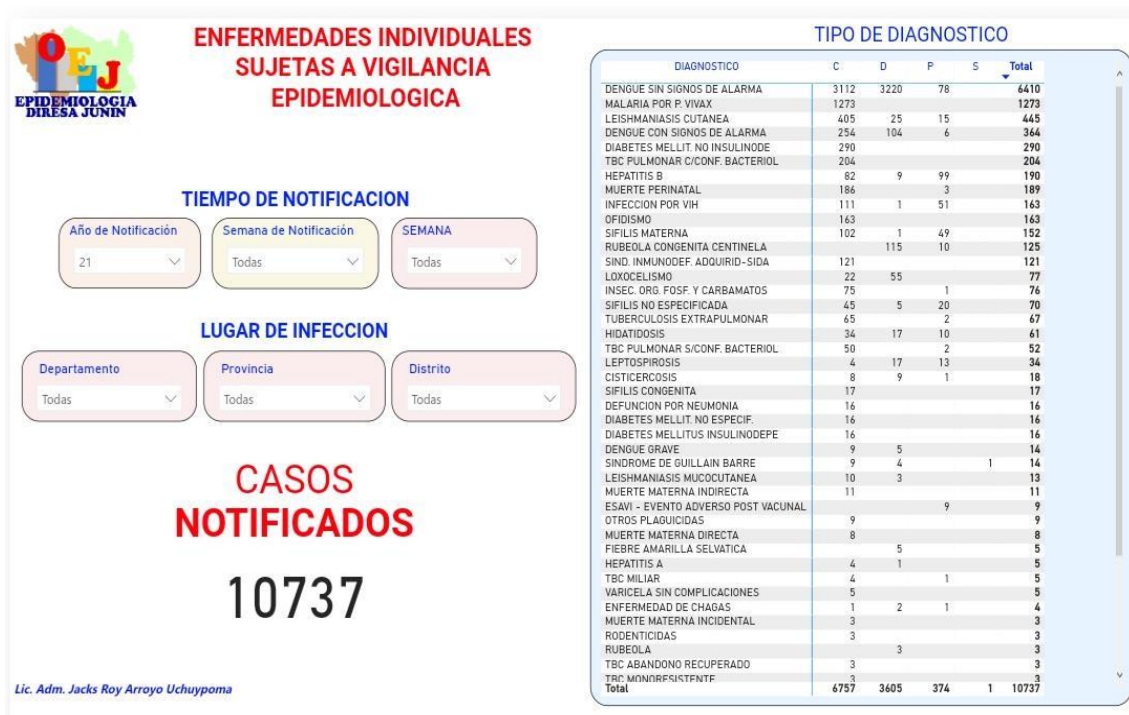 OEJ
EPIDEMIOLOGIA
DIRESA JUNIN
ENFERMEDADES INDIVIDUALES
SUJETAS A VIGILANCIA
EPIDEMIOLOGICA
TIEMPO DE NOTIFICACION
Año de Notificación Semana de Notificación SEMANA
21 Todas Todas
LUGAR DE INFECCION
Departamento Provincia Distrito
Todas Todas Todas
CASOS
NOTIFICADOS
10737
Lic. Adm. Jacks Roy Arroyo Uchuypoma
TIPO DE DIAGNOSTICO
DIAGNOSTICO C D P S Total
DENGUE SIN SIGNOS DE ALARMA 3112 3220 78 6410
MALARIA POR P. VIVAX 1273 1273
LEISHMANIASIS CUTANEA 405 25 15 445
DENGUE CON SIGNOS DE ALARMA 254 104 6 364
DIABETES MELLIT. NO INSULINODE 290 290
TBC PULMONAR C/CONF. BACTERIOL 204 204
HEPATITIS B 82 9 99 190
MUERTE PERINATAL 186 3 189
INFECCION POR VIH 111 1 51 163
OFIDISMO 163 163
SIFILIS MATERNA 102 1 49 152
RUBEOLA CONGENITA CENTINELA 115 10 125
SIND. INMUNODEF. ADQUIRID-SIDA 121 121
LOXOCELISMO 22 55 77
INSEC. ORG. FOSF. Y CARBAMATOS 75 1 76
SIFILIS NO ESPECIFICADA 45 5 20 70
TUBERCULOSIS EXTRAPULMONAR 65 2 67
HIDATIDOSIS 34 17 10 61
TBC PULMONAR S/CONF. BACTERIOL 50 2 52
LEPTOSPIROSIS 4 17 13 34
CISTICERCOSIS 8 9 1 18
SIFILIS CONGENITA 17 17
DEFUNCION POR NEUMONIA 16 16
DIABETES MELLIT. NO ESPECIF. 16 16
DIABETES MELLITUS INSULINODEPE 16 16
DENGUE GRAVE 9 5 14
SINDROME DE GUILLAIN BARRE 9 4 1 14
LEISHMANIASIS MUCOCUTANEA 10 3 13
MUERTE MATERNA INDIRECTA 11 11
ESAVI - EVENTO ADVERSO POST VACUNAL 9 9
OTROS PLAGUICIDAS 9 9
MUERTE MATERNA DIRECTA 8 8
FIEBRE AMARILLA SELVATICA 5 5
HEPATITIS A 4 1 5
TBC MILIAR 4 1 5
VARICELA SIN COMPLICACIONES 5 5
ENFERMEDAD DE CHAGAS 1 2 1 4
MUERTE MATERNA INCIDENTAL 3 3
RODENTICIDAS 3 3
RUBEOLA 3 3
TBC ABANDONO RECUPERADO 3 3
TBC MONORESISTENTE 3 3
Total 6757 3605 374 1 10737